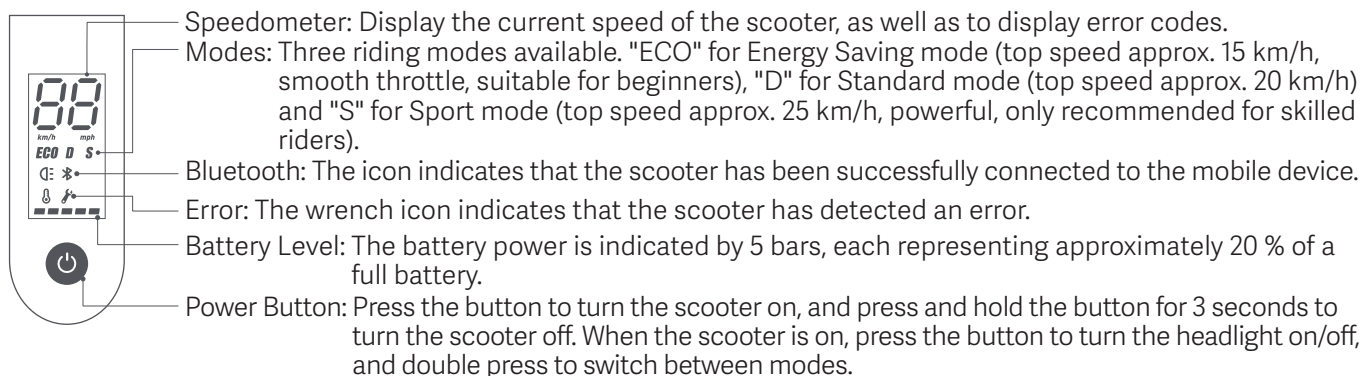 Speedometer: Display the current speed of the scooter, as well as to display error codes.
Modes: Three riding modes available. "ECO" for Energy Saving mode (top speed approx. 15 km/h,
smooth throttle, suitable for beginners), "D" for Standard mode (top speed approx. 20 km/h)
and "S" for Sport mode (top speed approx. 25 km/h, powerful, only recommended for skilled
riders).
88
km/h mph
ECO D S
Bluetooth: The icon indicates that the scooter has been successfully connected to the mobile device.
Error: The wrench icon indicates that the scooter has detected an error.
Battery Level: The battery power is indicated by 5 bars, each representing approximately 20 % of a
full battery.
Power Button: Press the button to turn the scooter on, and press and hold the button for 3 seconds to
turn the scooter off. When the scooter is on, press the button to turn the headlight on/off,
and double press to switch between modes.